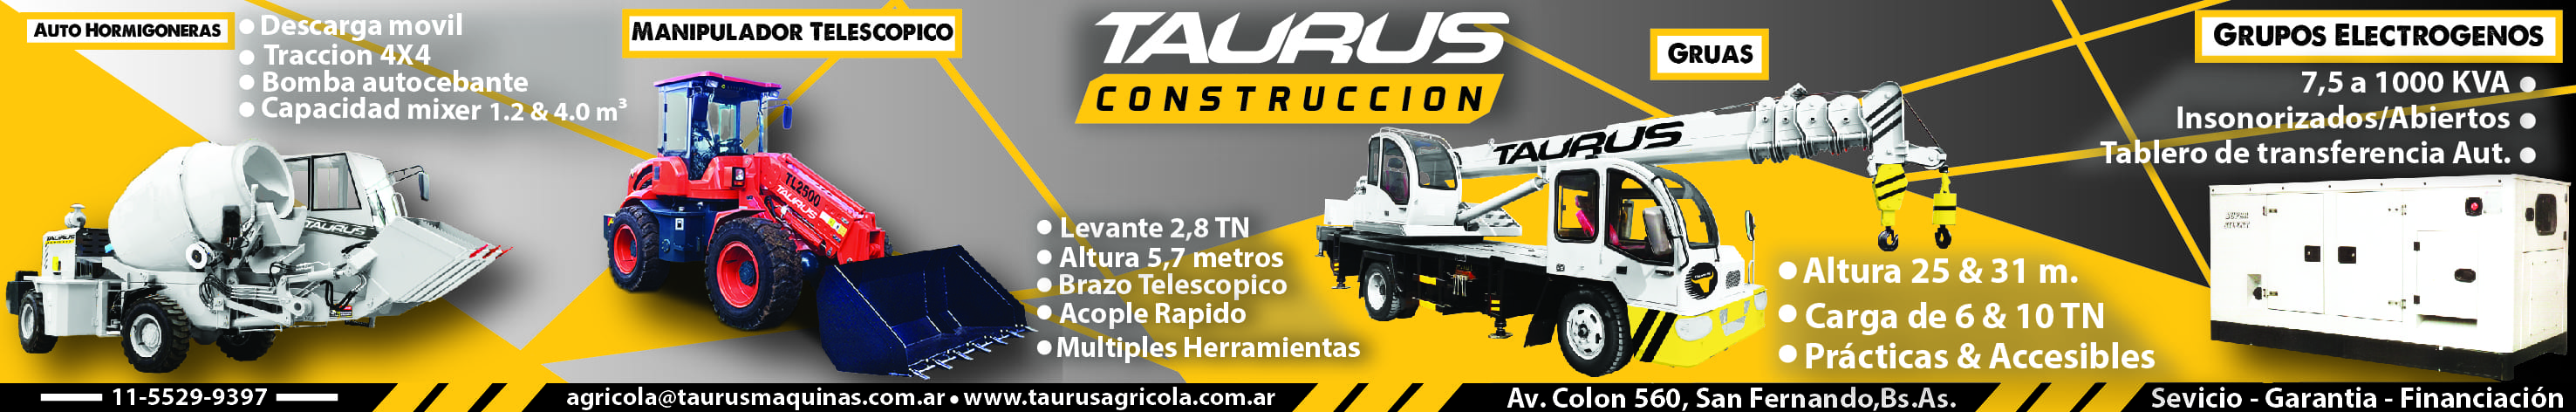 AUTO HORMIGONERAS
Descarga movil
Traccion 4X4
Bomba autocebante
Capacidad mixer 1.2 & 4.0 m³
TAURUS
MANIPULADOR TELESCOPICO
TL2500
TAURUS
Levante 2,8 TN
Altura 5,7 metros
Brazo Telescopico
Acople Rapido
Multiples Herramientas
TAURUS
CONSTRUCCION
GRUAS
TAURUS
Altura 25 & 31 m.
Carga de 6 & 10 TN
Prácticas & Accesibles
GRUPOS ELECTROGENOS
7,5 a 1000 KVA
Insonorizados/Abiertos
Tablero de transferencia Aut.
SUPER
SILENT
11-5529-9397
agricola@taurusmaquinas.com.ar • www.taurusagricola.com.ar
Av. Colon 560, San Fernando,Bs.As.
Sevicio - Garantia - Financiación